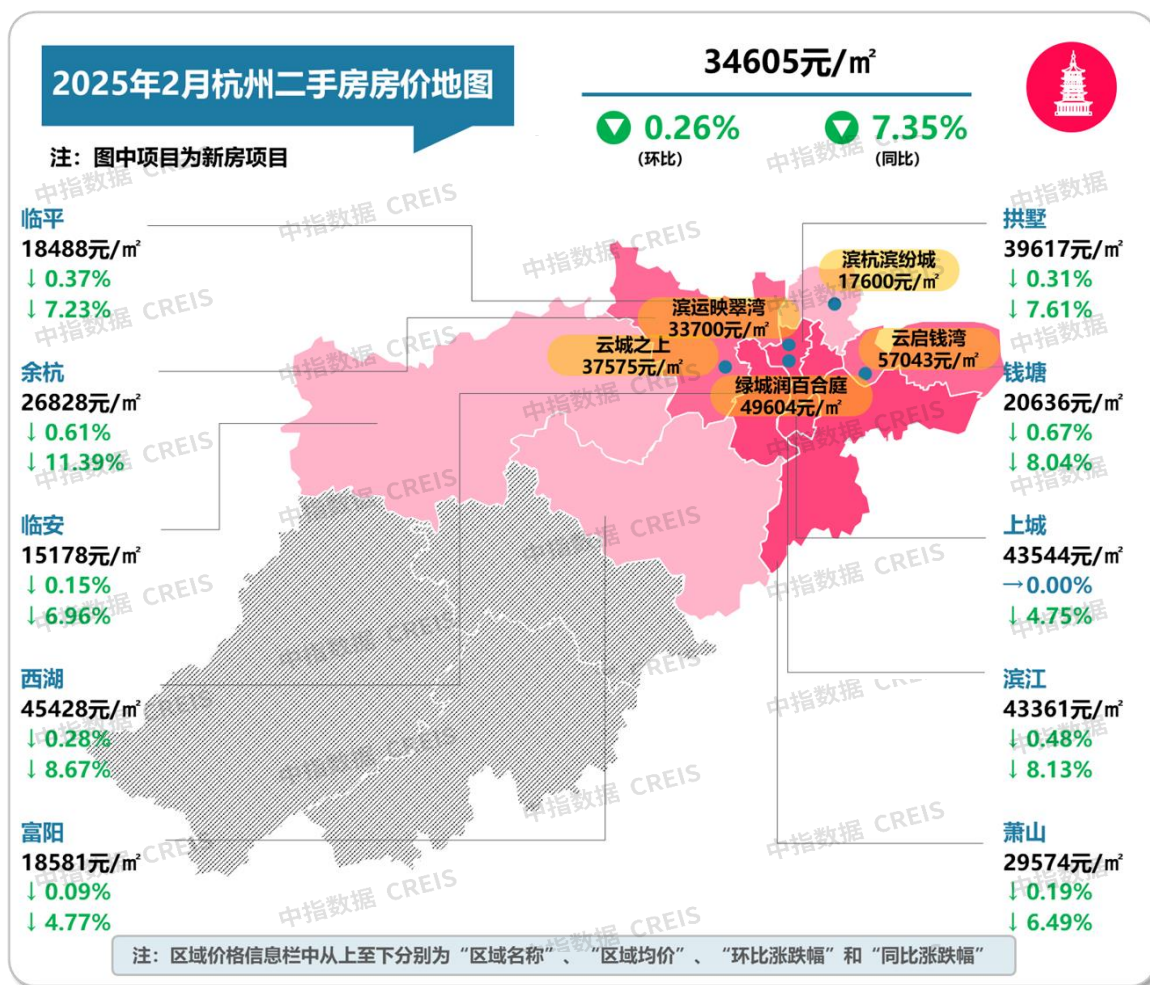 2025年2月杭州二手房房价地图
注：图中项目为新房项目
34605元/㎡
▼ 0.26%
(环比)
▼ 7.35%
(同比)
临平
18488元/㎡
↓0.37%
↓7.23%
余杭
26828元/㎡
↓0.61%
↓11.39%
临安
15178元/㎡
↓0.15%
↓6.96%
西湖
45428元/㎡
↓0.28%
↓8.67%
富阳
18581元/㎡
↓0.09%
↓4.77%
滨杭滨纷城
17600元/㎡
滨运映翠湾
33700元/㎡
云城之上
37575元/㎡
云启钱湾
57043元/㎡
绿城润百合庭
49604元/㎡
拱墅
39617元/㎡
↓0.31%
↓7.61%
钱塘
20636元/㎡
↓0.67%
↓8.04%
上城
43544元/㎡
→0.00%
↓4.75%
滨江
43361元/㎡
↓0.48%
↓8.13%
萧山
29574元/㎡
↓0.19%
↓6.49%
注：区域价格信息栏中从上至下分别为“区域名称”、“区域均价”、“环比涨跌幅”和“同比涨跌幅”
中指数据 CREIS